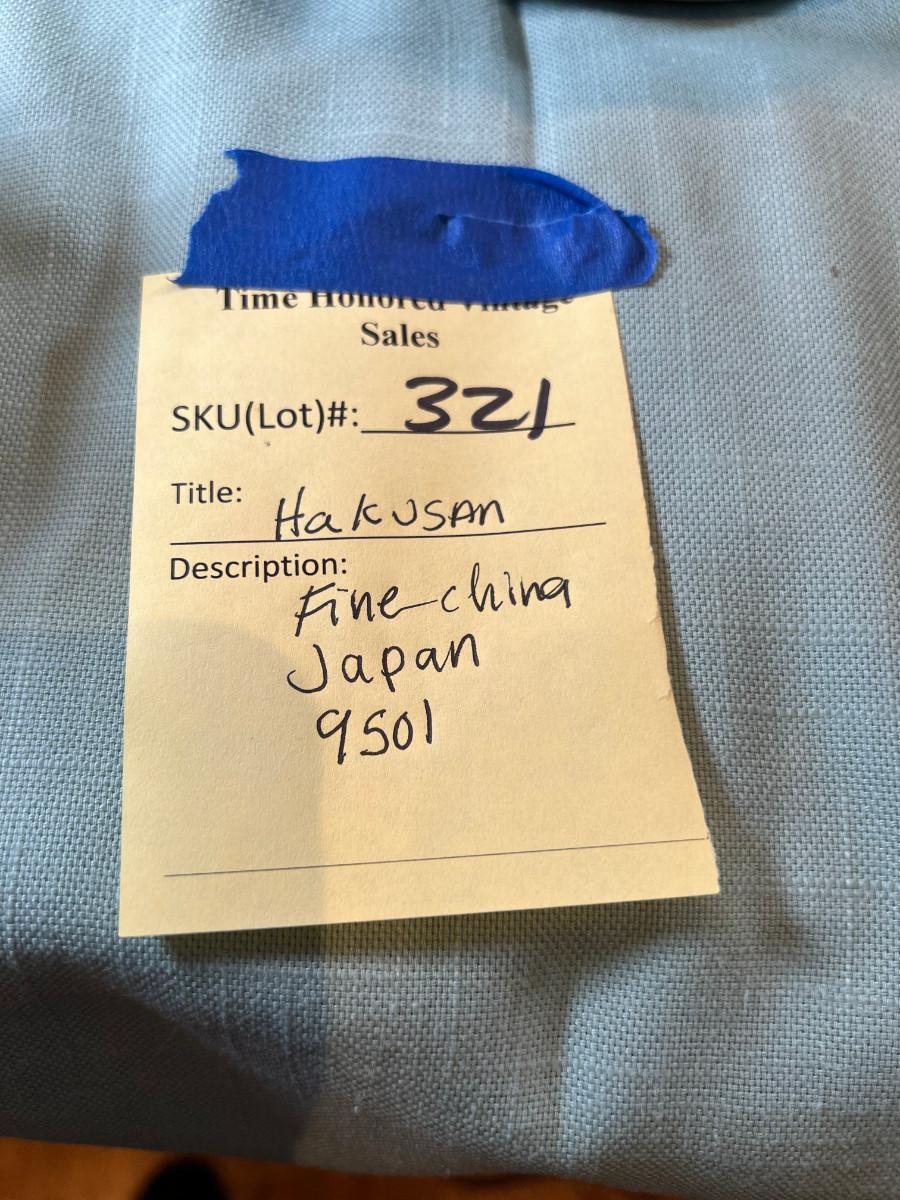 Time Honored Vintage
Sales
SKU(Lot)#: 321
Title: Hakusan
Description:
Fine china
Japan
9501